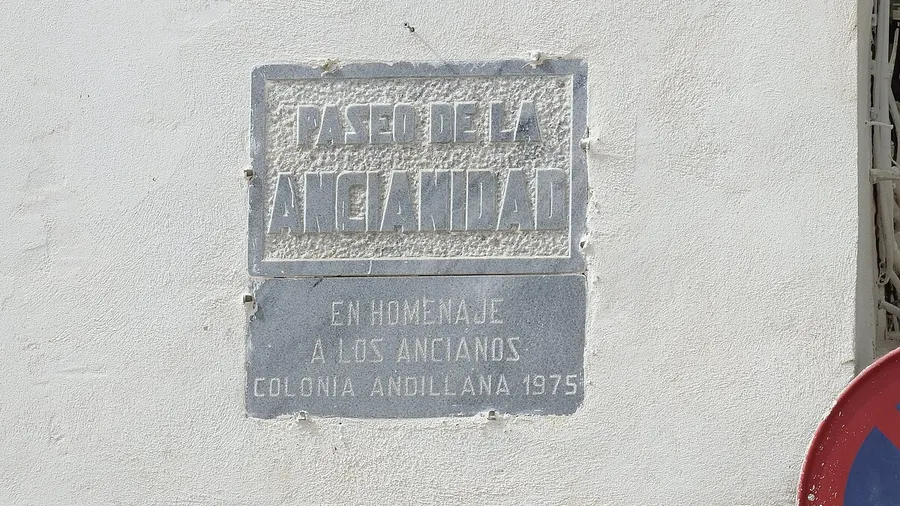 PASEO DE LA
ANCIANIDAD
EN HOMENAJE
A LOS ANCIANOS
COLONIA ANDILLANA 1975